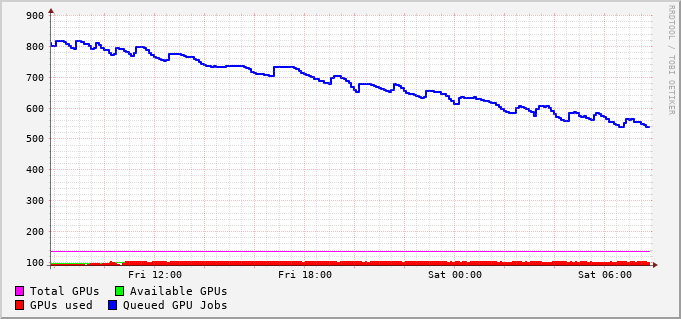 900
800
700
600
500
400
300
200
100
Fri 12:00 Fri 18:00 Sat 00:00 Sat 06:00
Total GPUs Available GPUs
GPUs used Queued GPU Jobs
RRDTOOL / TOBI OETIKER